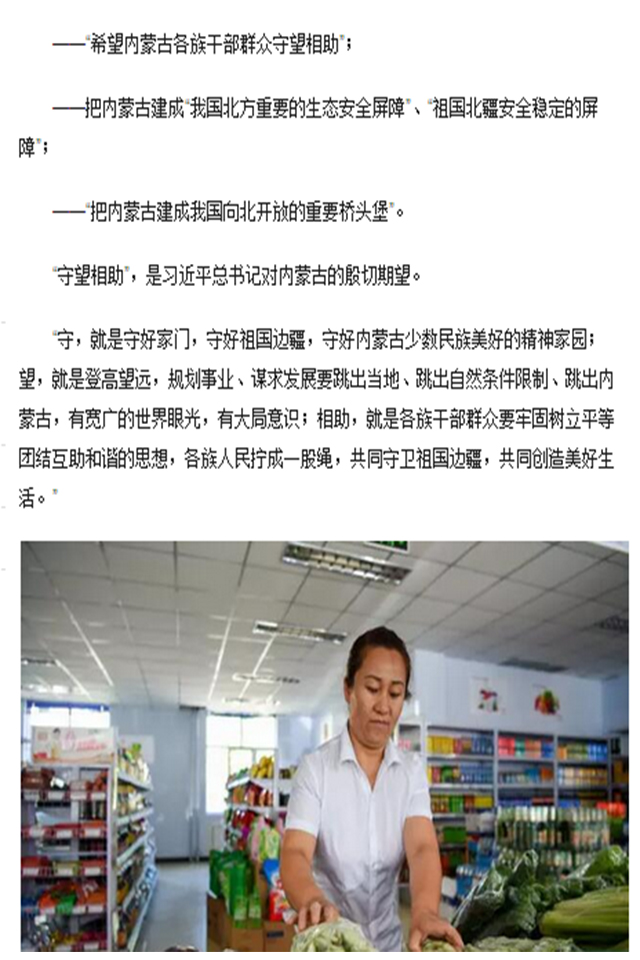 ——“希望内蒙古各族干部群众守望相助”；
——把内蒙古建成“我国北方重要的生态安全屏障”、“祖国北疆安全稳定的屏
障”；
——“把内蒙古建成我国向北开放的重要桥头堡”。
“守望相助”，是习近平总书记对内蒙古的殷切期望。
“守，就是守好家门，守好祖国边疆，守好内蒙古少数民族美好的精神家园；
望，就是登高望远，规划事业、谋求发展要跳出当地、跳出自然条件限制、跳出内
蒙古，有宽广的世界眼光，有大局意识；相助，就是各族干部群众要牢固树立平等
团结互助和谐的思想，各族人民拧成一股绳，共同守卫祖国边疆，共同创造美好生
活。”